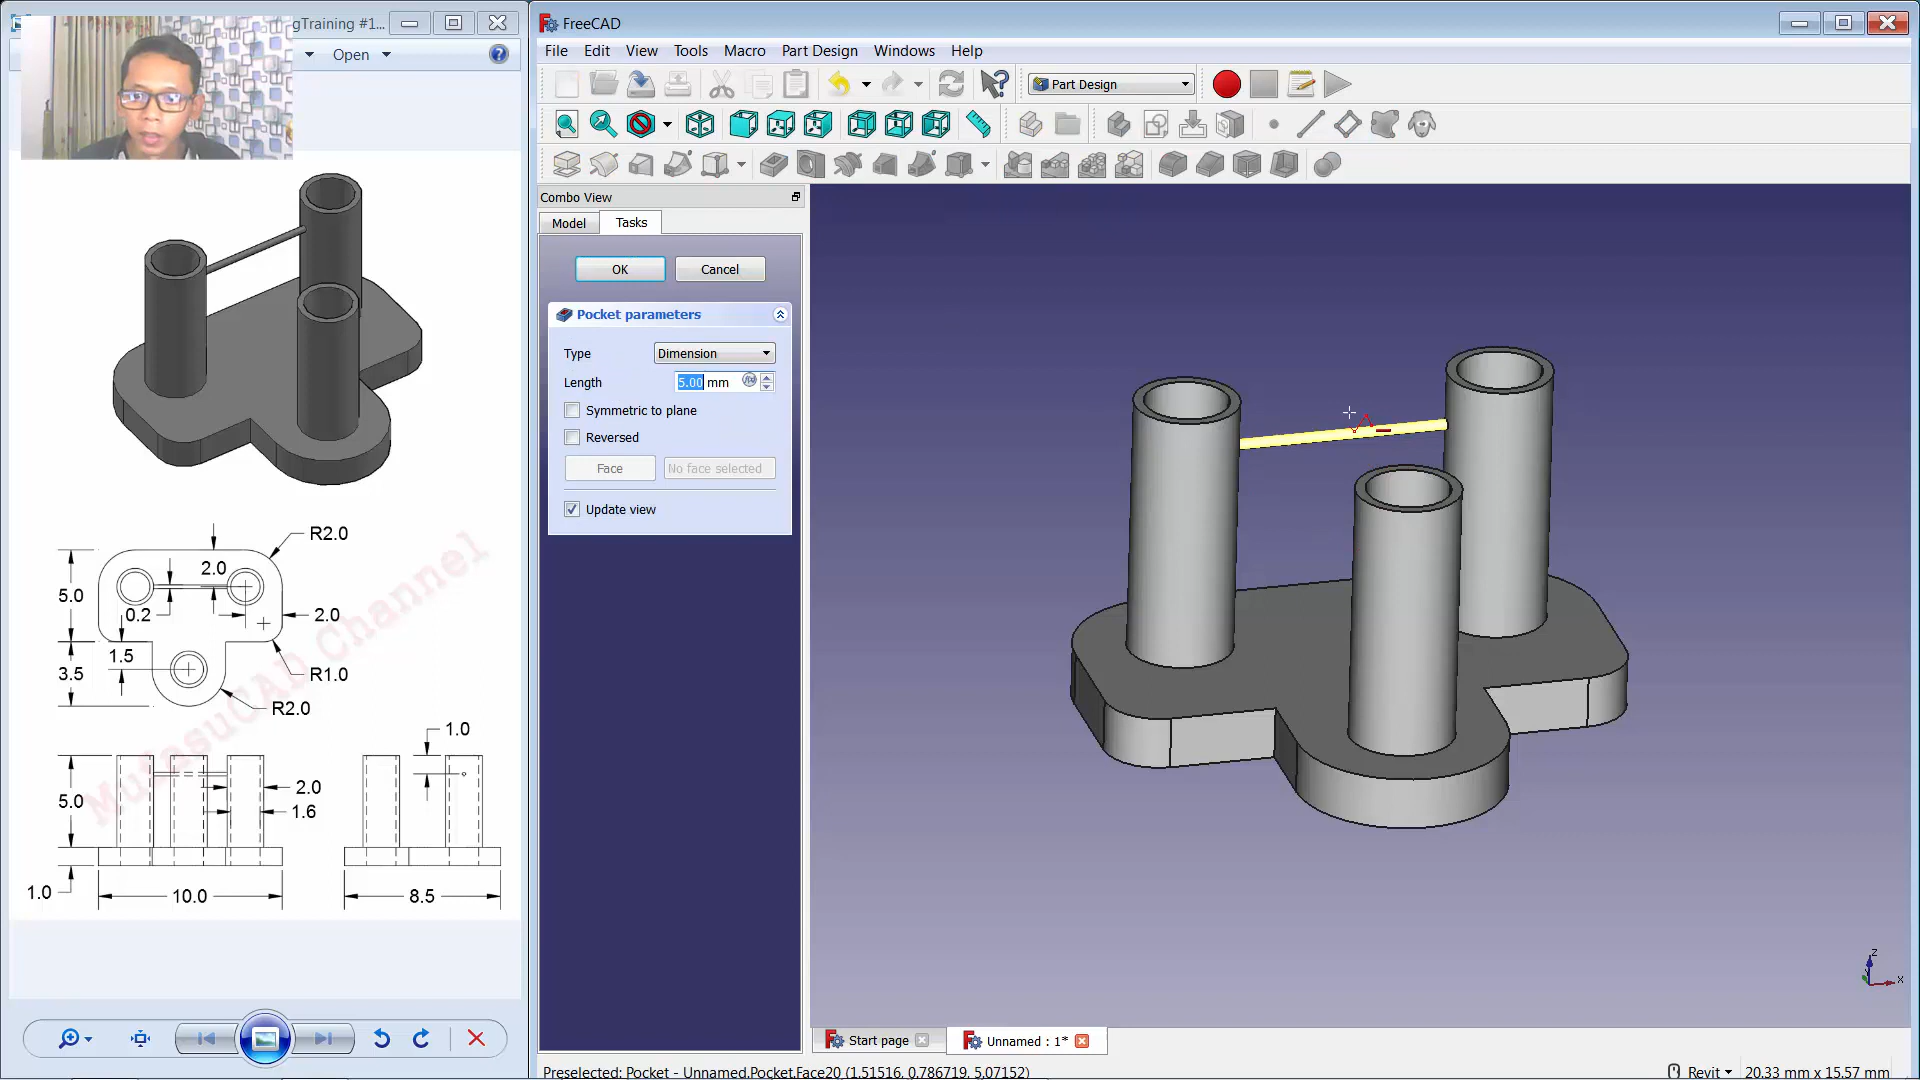 gTraining #1...
Open
R2.0
2.0
5.0
0.2
2.0
1.5
3.5
R1.0
R2.0
MufasuCAD Channel
1.0
5.0
2.0
1.6
1.0
10.0
8.5
FreeCAD
File Edit View Tools Macro Part Design Windows Help
Part Design
Combo View
Model Tasks
OK Cancel
Pocket parameters
Type Dimension
Length 5.00 mm
Symmetric to plane
Reversed
Face No face selected
Update view
z
x
Start page Unnamed : 1*
Preselected: Pocket - Unnamed.Pocket.Face20 (1.51516, 0.786719, 5.07152)
Revit 20.33 mm x 15.57 mm